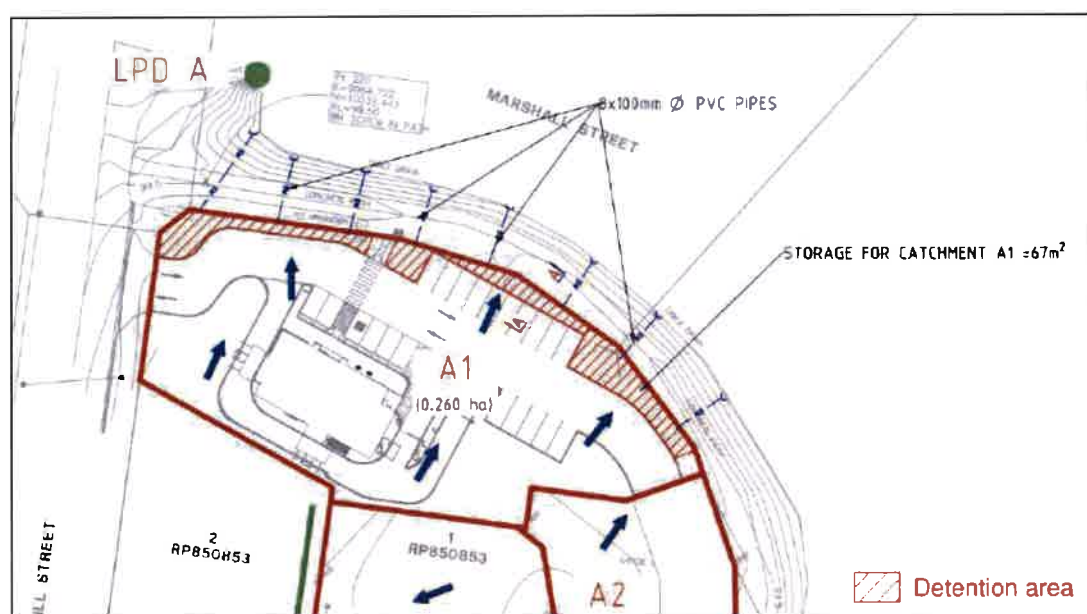 LPD A
8x100mm Ø PVC PIPES
MARSHALL STREET
STORAGE FOR CATCHMENT A1 =67m²
A
A
A1
(0.260 ha)
2
RP850853
1
RP850853
A2
ILL STREET
Detention area